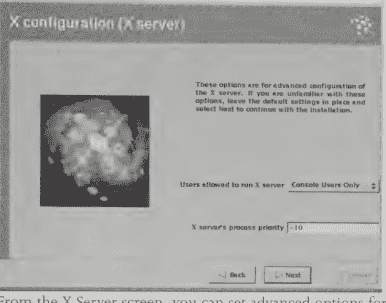 X configuration (X server)
These options are for advanced configuration of
the X server. If you are unfamiliar with these
options, leave the default settings in place and
select Next to continue with the installation.
Users allowed to run X server Console Users Only
X server's process priority -10
Back Next
From the X Server screen, you can set advanced options for